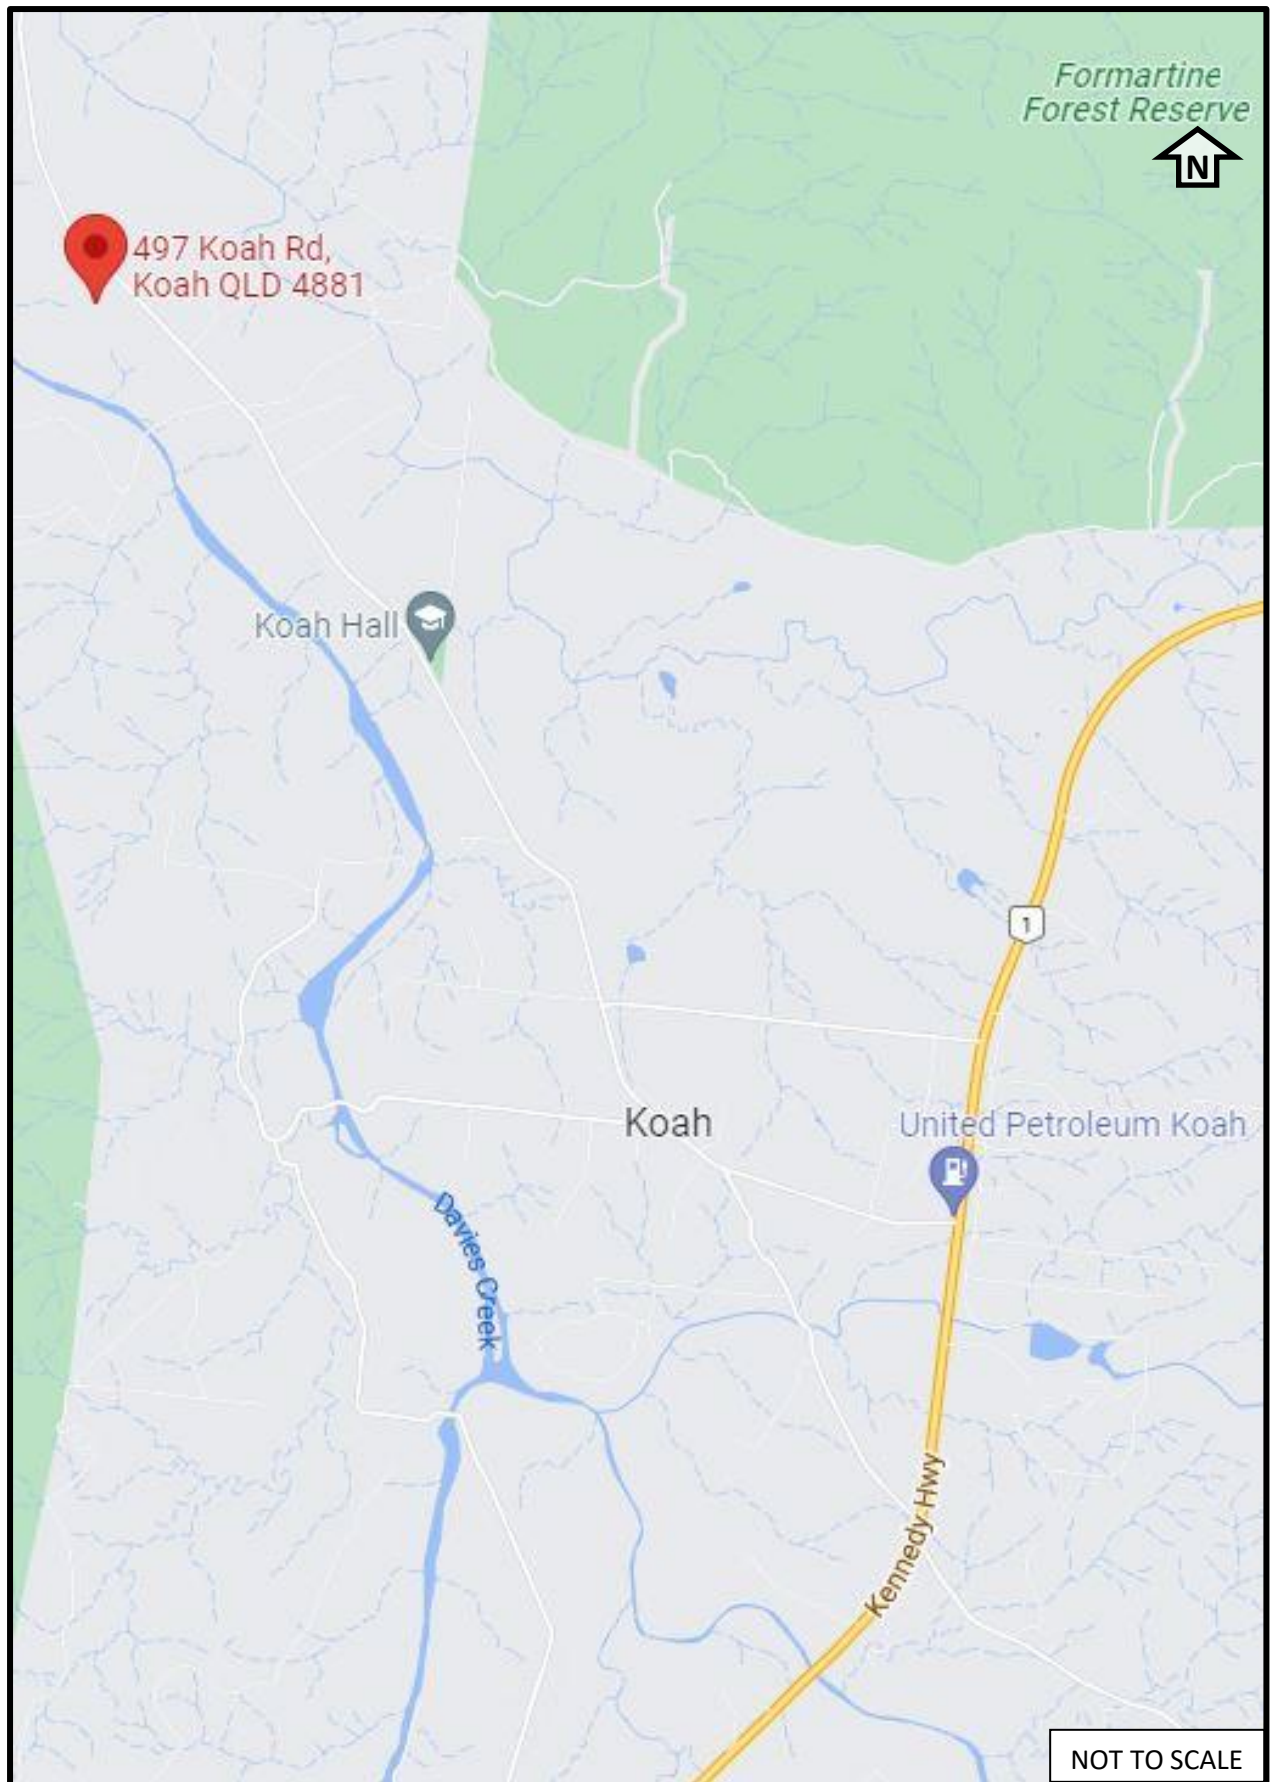 Formartine
Forest Reserve
N
497 Koah Rd,
Koah QLD 4881
Koah Hall
1
Koah
United Petroleum Koah
Davies Creek
Kennedy Hwy
NOT TO SCALE